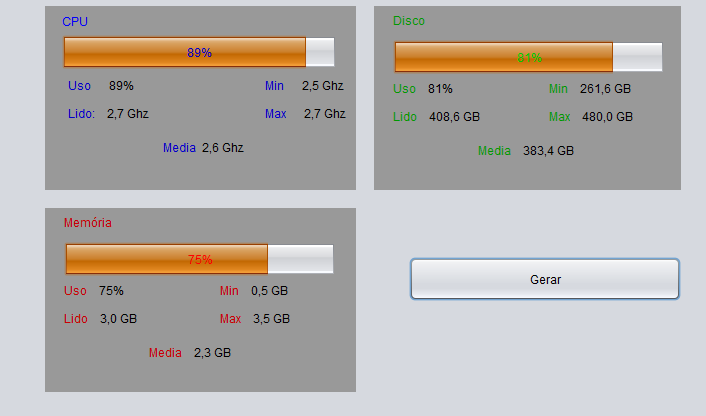 CPU
89%
Uso 89% Min 2,5 Ghz
Lido: 2,7 Ghz Max 2,7 Ghz
Media 2,6 Ghz
Disco
81%
Uso 81% Min 261,6 GB
Lido 408,6 GB Max 480,0 GB
Media 383,4 GB
Memória
75%
Uso 75% Min 0,5 GB
Lido 3,0 GB Max 3,5 GB
Media 2,3 GB
Gerar